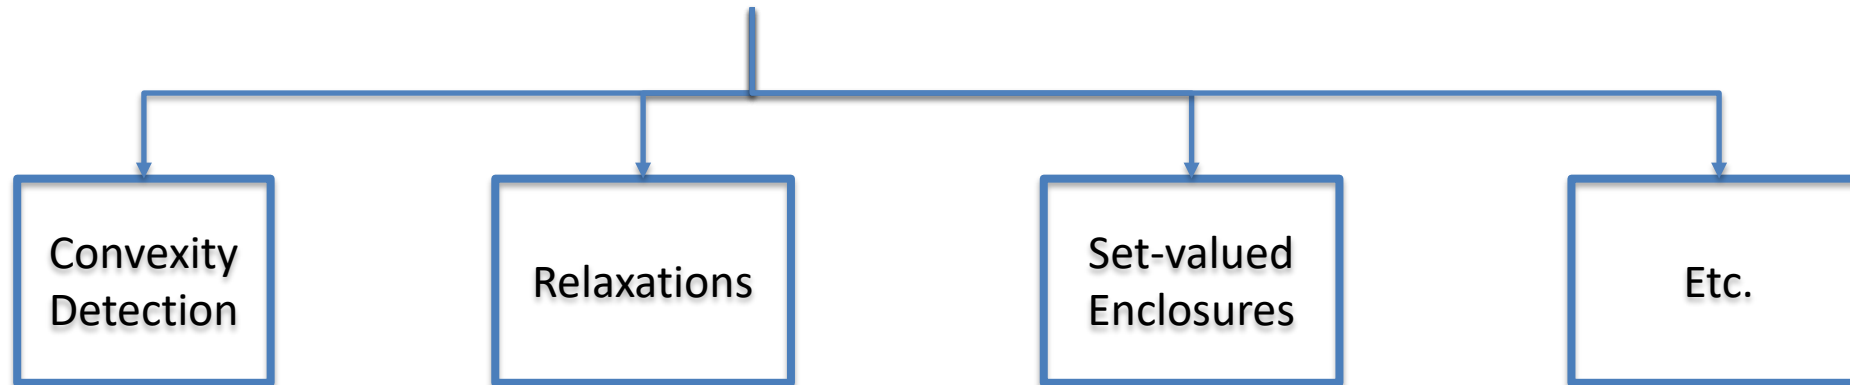 Convexity
Detection
Relaxations
Set-valued
Enclosures
Etc.